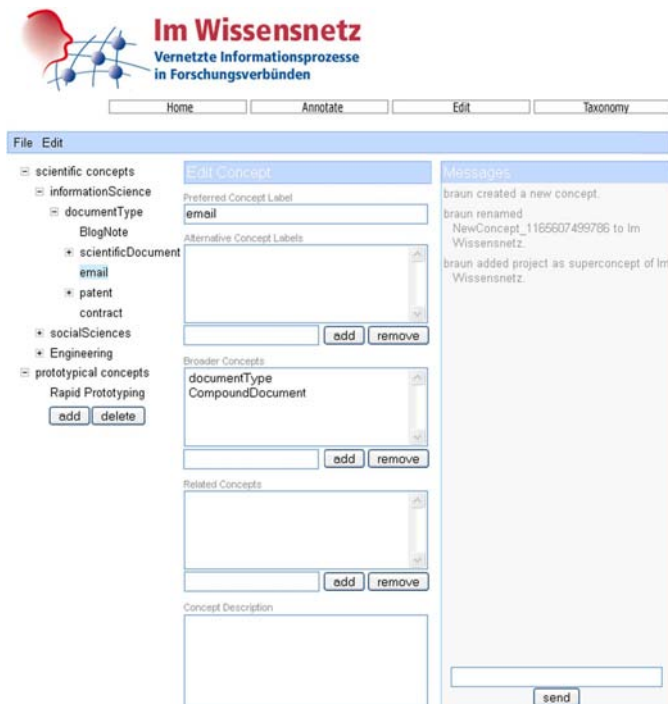 Im Wissensnetz
Vernetzte Informationsprozesse
in Forschungsverbünden
Home
Annotate
Edit
Taxonomy
File Edit
scientific concepts
informationScience
documentType
BlogNote
scientificDocument
email
patent
contract
socialSciences
Engineering
prototypical concepts
Rapid Prototyping
add delete
Edit Concept
Preferred Concept Label
email
Alternative Concept Labels
add remove
Broader Concepts
documentType
CompoundDocument
add remove
Related Concepts
add remove
Concept Description
Messages
braun created a new concept.
braun renamed
NewConcept_1165607499786 to Im
Wissensnetz.
braun added project as superconcept of Im
Wissensnetz.
send